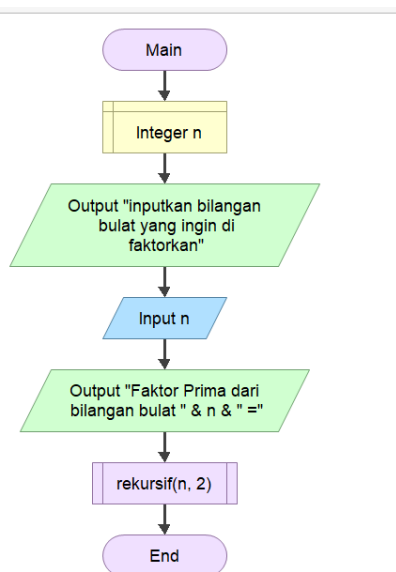 Main
Integer n
Output "inputkan bilangan
bulat yang ingin di
faktorkan"
Input n
Output "Faktor Prima dari
bilangan bulat " & n & " ="
rekursif(n, 2)
End